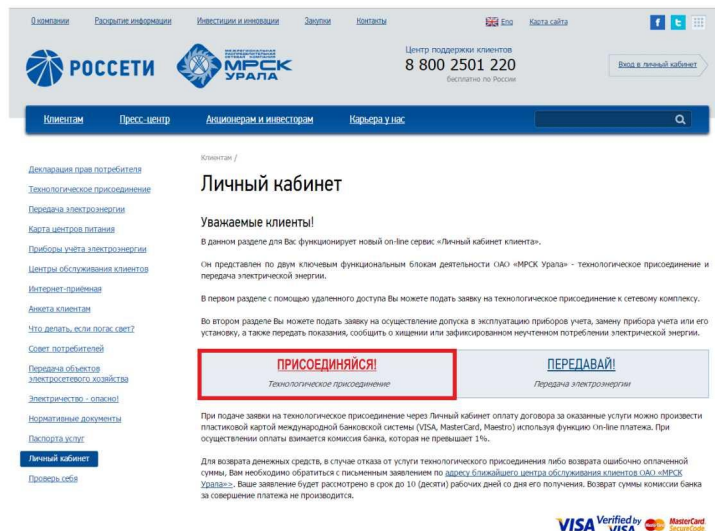 О компании Раскрытие информации Инвестиции и инновации Закупки Контакты Eng Карта сайта
РОССЕТИ
МЕЖРЕГИОНАЛЬНАЯ
РАСПРЕДЕЛИТЕЛЬНАЯ
СЕТЕВАЯ КОМПАНИЯ
МРСК
УРАЛА
Центр поддержки клиентов
8 800 2501 220
бесплатно по России
Вход в личный кабинет
Клиентам Пресс-центр Акционерам и инвесторам Карьера у нас
Декларация прав потребителя
Технологическое присоединение
Передача электроэнергии
Карта центров питания
Приборы учёта электроэнергии
Центры обслуживания клиентов
Интернет-приёмная
Анкета клиентам
Что делать, если погас свет?
Совет потребителей
Передача объектов
электросетевого хозяйства
Электричество - опасно!
Нормативные документы
Паспорта услуг
Личный кабинет
Проверь себя
Клиентам /
Личный кабинет
Уважаемые клиенты!
В данном разделе для Вас функционирует новый on-line сервис «Личный кабинет клиента».
Он представлен по двум ключевым функциональным блокам деятельности ОАО «МРСК Урала» - технологическое присоединение и
передача электрической энергии.
В первом разделе с помощью удаленного доступа Вы можете подать заявку на технологическое присоединение к сетевому комплексу.
Во втором разделе Вы можете подать заявку на осуществление допуска в эксплуатацию приборов учета, замену прибора учета или его
установку, а также передать показания, сообщить о хищении или зафиксированном неучтенном потреблении электрической энергии.
ПРИСОЕДИНЯЙСЯ!
Технологическое присоединение
ПЕРЕДАВАЙ!
Передача электроэнергии
При подаче заявки на технологическое присоединение через Личный кабинет оплату договора за оказанные услуги можно произвести
пластиковой картой международной банковской системы (VISA, MasterCard, Maestro) используя функцию On-line платежа. При
осуществлении оплаты взимается комиссия банка, которая не превышает 1%.
Для возврата денежных средств, в случае отказа от услуги технологического присоединения либо возврата ошибочно оплаченной
суммы, Вам необходимо обратиться с письменным заявлением по адресу ближайшего центра обслуживания клиентов ОАО «МРСК
Урала»>. Ваше заявление будет рассмотрено в срок до 10 (десяти) рабочих дней со дня его получения. Возврат суммы комиссии банка
за совершение платежа не производится.
VISA Verified by VISA MasterCard SecureCode